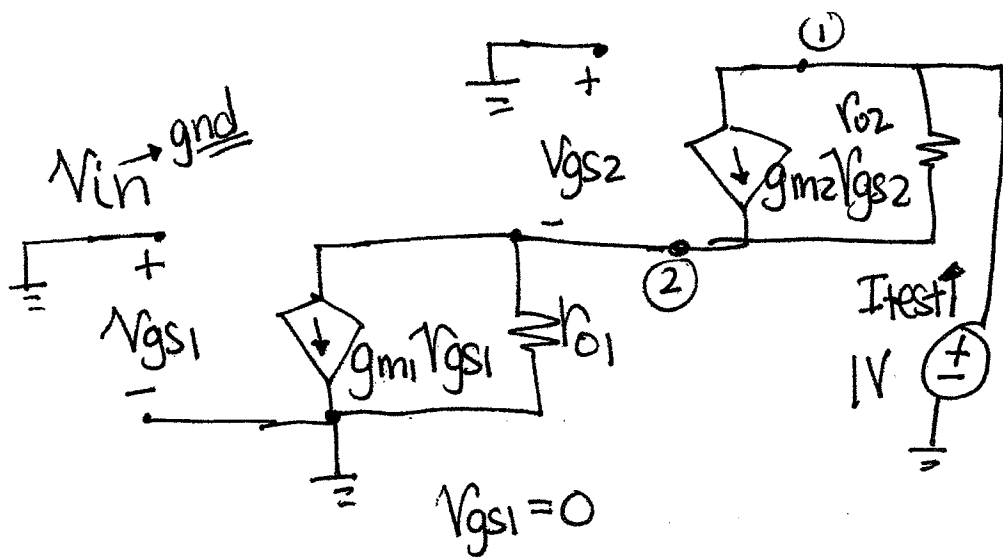 ①
+
Vin → gnd
Vgs2
ro2
gm2Vgs2
-
+
②
Itest↑
Vgs1
gm1Vgs1
ro1
1V
+
-
-
Vgs1 = 0